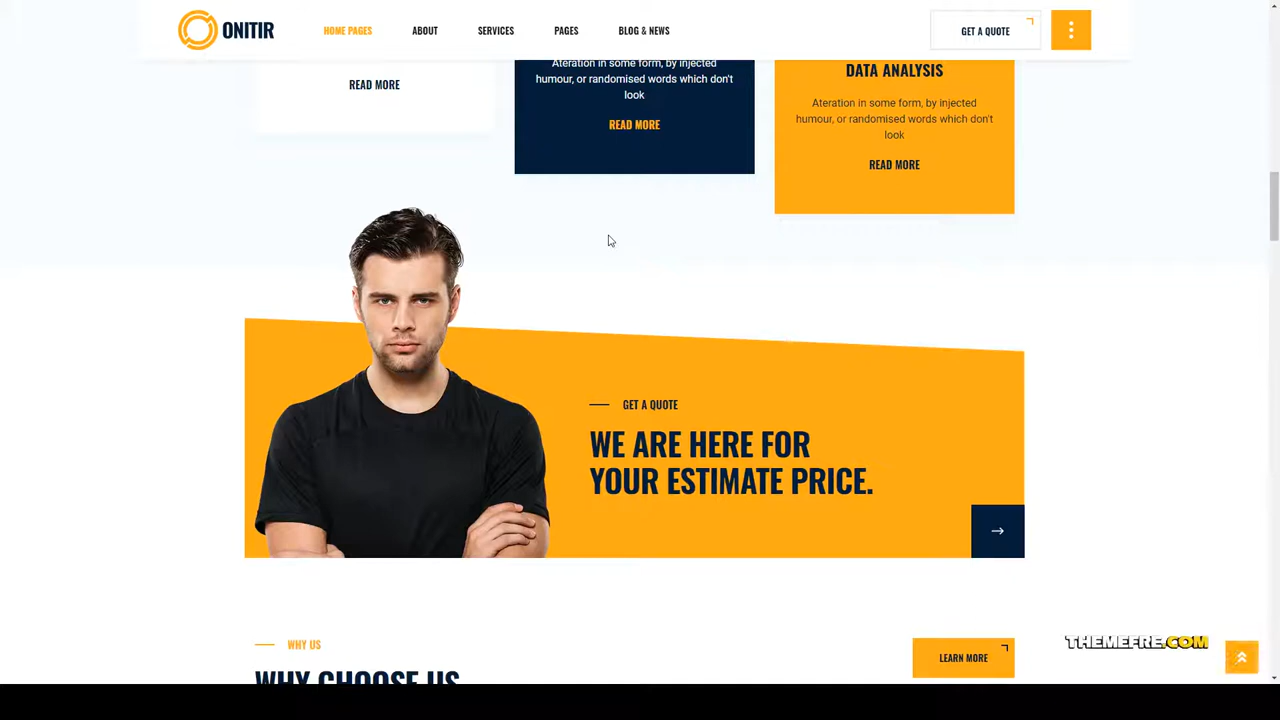 ONITIR
HOME PAGES
ABOUT
SERVICES
PAGES
BLOG & NEWS
GET A QUOTE
READ MORE
Ateration in some form, by injected
humour, or randomised words which don't
look
READ MORE
DATA ANALYSIS
Ateration in some form, by injected
humour, or randomised words which don't
look
READ MORE
GET A QUOTE
WE ARE HERE FOR
YOUR ESTIMATE PRICE.
WHY US
WHY CHOOSE US
LEARN MORE
THEMEFRE.COM